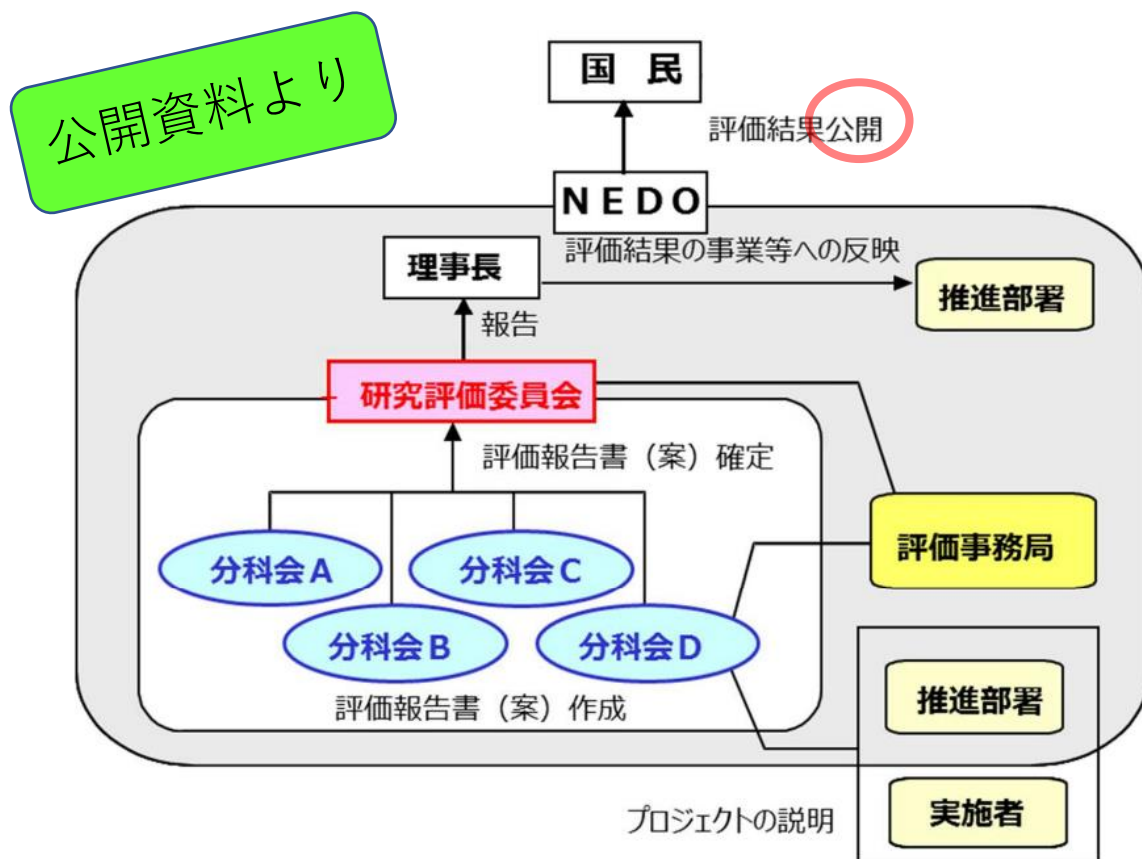 公開資料より
国 民
評価結果公開
NEDO
評価結果の事業等への反映
理事長
推進部署
報告
研究評価委員会
評価報告書（案）確定
評価事務局
分科会A
分科会C
分科会B
分科会D
評価報告書（案）作成
推進部署
プロジェクトの説明
実施者